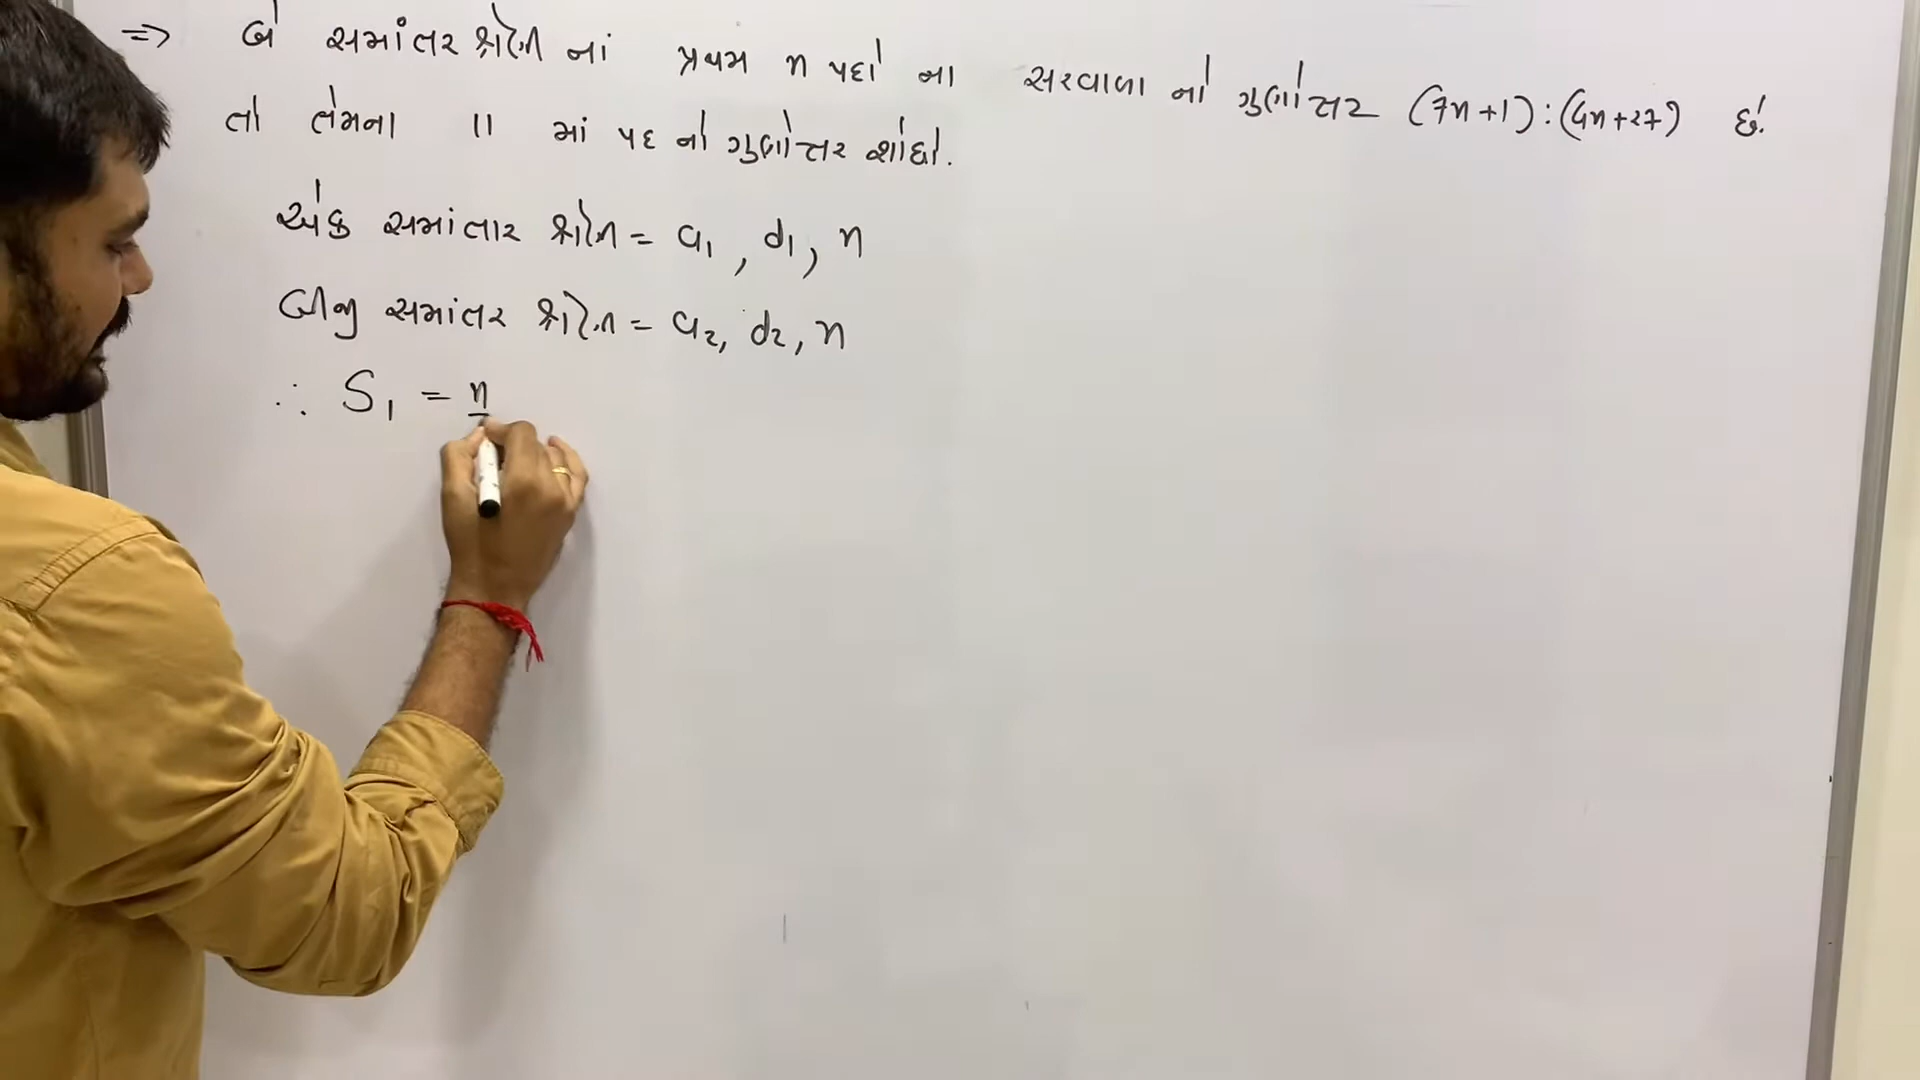 => બે સમાંતર શ્રેણિ નાં પ્રથમ n પદો ના સરવાળા નો ગુણોત્તર (7n+1):(4n+27) છે.
તો તેમના 11 માં પદ નો ગુણોત્તર શોધો.
એક સમાંતાર શ્રેણિ = a₁, d₁, n
બીજી સમાંતર શ્રેણિ = a₂, d₂, n
∴ S₁ = n